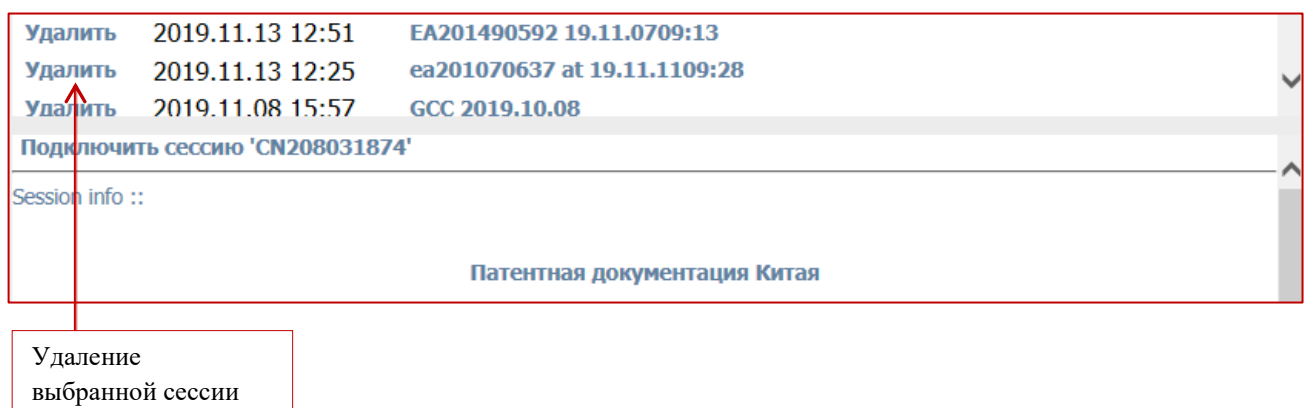 Удалить 2019.11.13 12:51 EA201490592 19.11.0709:13
Удалить 2019.11.13 12:25 ea201070637 at 19.11.1109:28
Удалить 2019.11.08 15:57 GCC 2019.10.08
Подключить сессию 'CN208031874'
Session info ::
Патентная документация Китая
Удаление
выбранной сессии